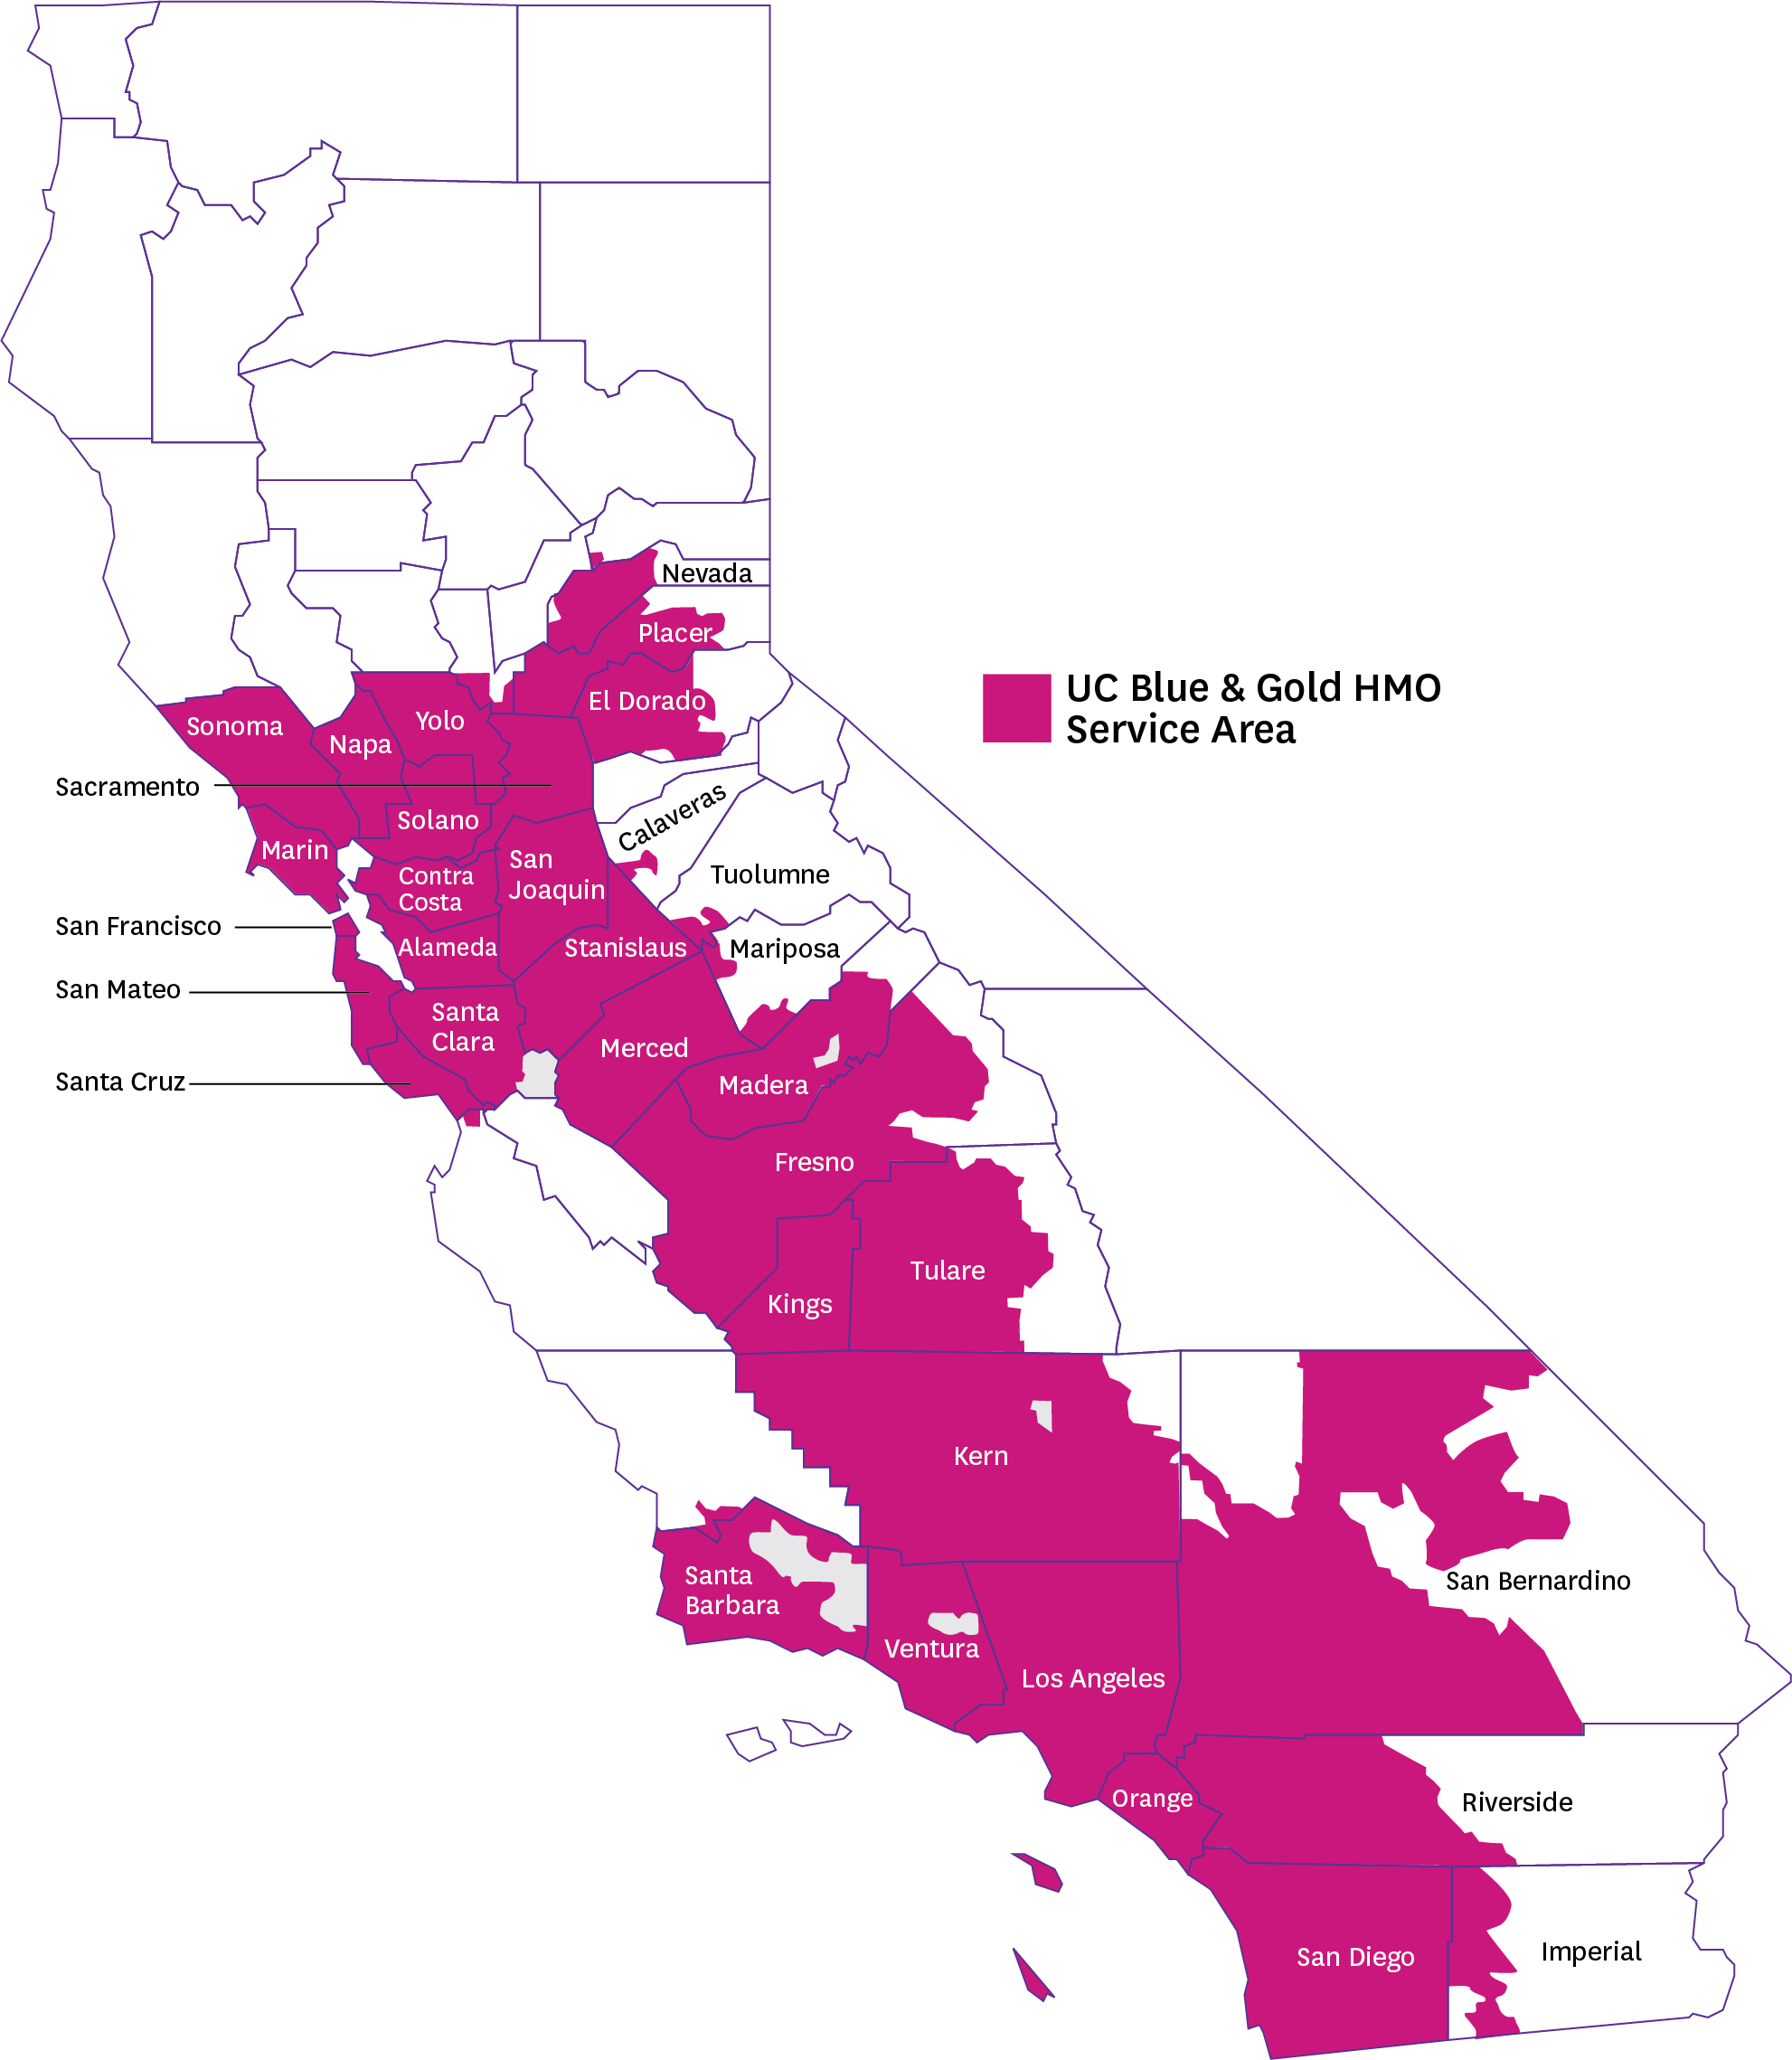 Nevada
Placer
UC Blue & Gold HMO
Service Area
El Dorado
Yolo
Sonoma
Napa
Sacramento
Calaveras
Solano
Marin
San
Joaquin
Tuolumne
Contra
Costa
San Francisco
Alameda
Stanislaus
Mariposa
San Mateo
Santa
Clara
Merced
Santa Cruz
Madera
Fresno
Tulare
Kings
Kern
Santa
Barbara
San Bernardino
Ventura
Los Angeles
Orange
Riverside
San Diego
Imperial